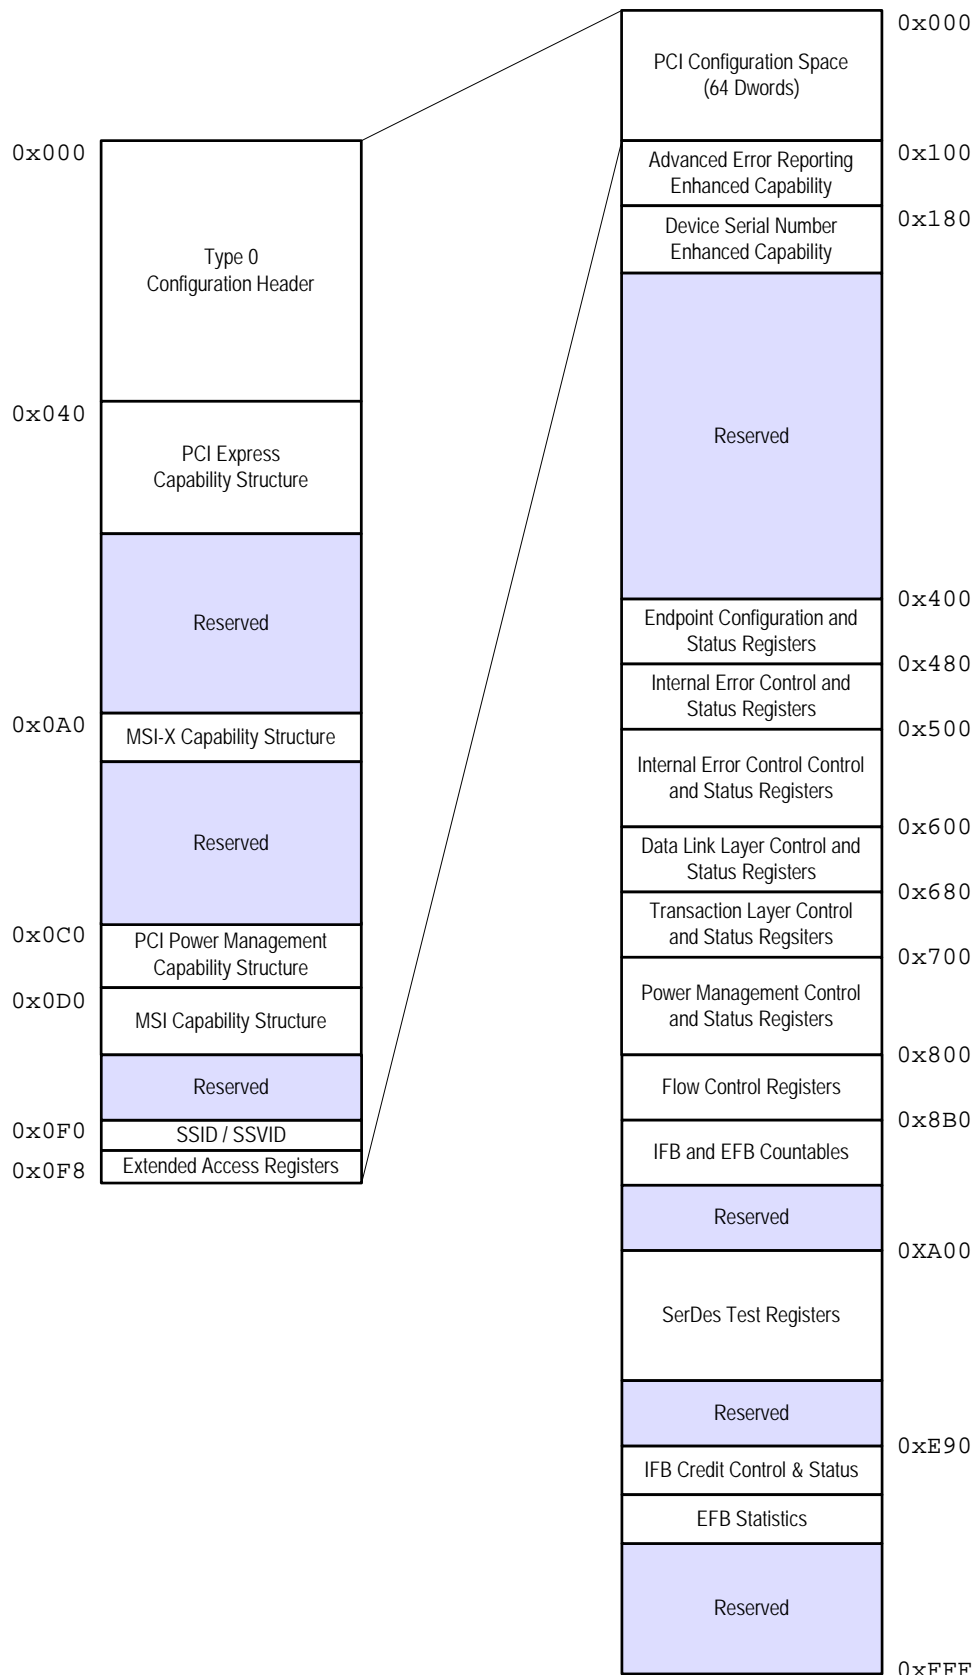 0x000
Type 0
Configuration Header
0x040
PCI Express
Capability Structure
Reserved
0x0A0
MSI-X Capability Structure
Reserved
0x0C0
PCI Power Management
Capability Structure
0x0D0
MSI Capability Structure
Reserved
0x0F0
SSID / SSVID
0x0F8
Extended Access Registers
0x000
PCI Configuration Space
(64 Dwords)
0x100
Advanced Error Reporting
Enhanced Capability
0x180
Device Serial Number
Enhanced Capability
Reserved
0x400
Endpoint Configuration and
Status Registers
0x480
Internal Error Control and
Status Registers
0x500
Internal Error Control Control
and Status Registers
0x600
Data Link Layer Control and
Status Registers
0x680
Transaction Layer Control
and Status Regsiters
0x700
Power Management Control
and Status Registers
0x800
Flow Control Registers
0x8B0
IFB and EFB Countables
Reserved
0XA00
SerDes Test Registers
Reserved
0xE90
IFB Credit Control & Status
EFB Statistics
Reserved
0xFFF